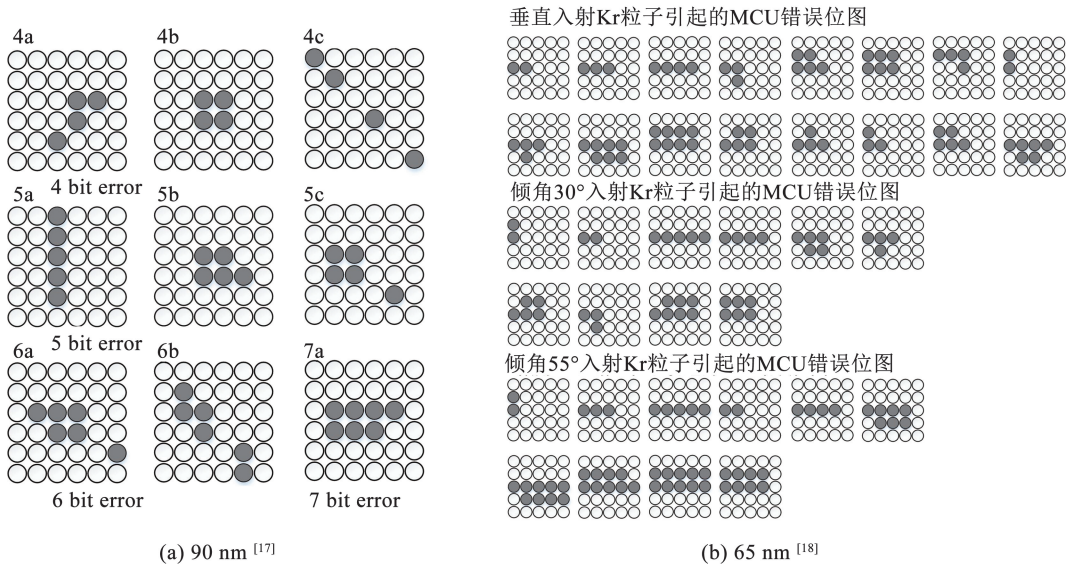 4a 4b 4c
4 bit error
5a 5b 5c
5 bit error
6a 6b 7a
6 bit error 7 bit error
(a) 90 nm [17]
垂直入射Kr粒子引起的MCU错误位图
倾角30°入射Kr粒子引起的MCU错误位图
倾角55°入射Kr粒子引起的MCU错误位图
(b) 65 nm [18]